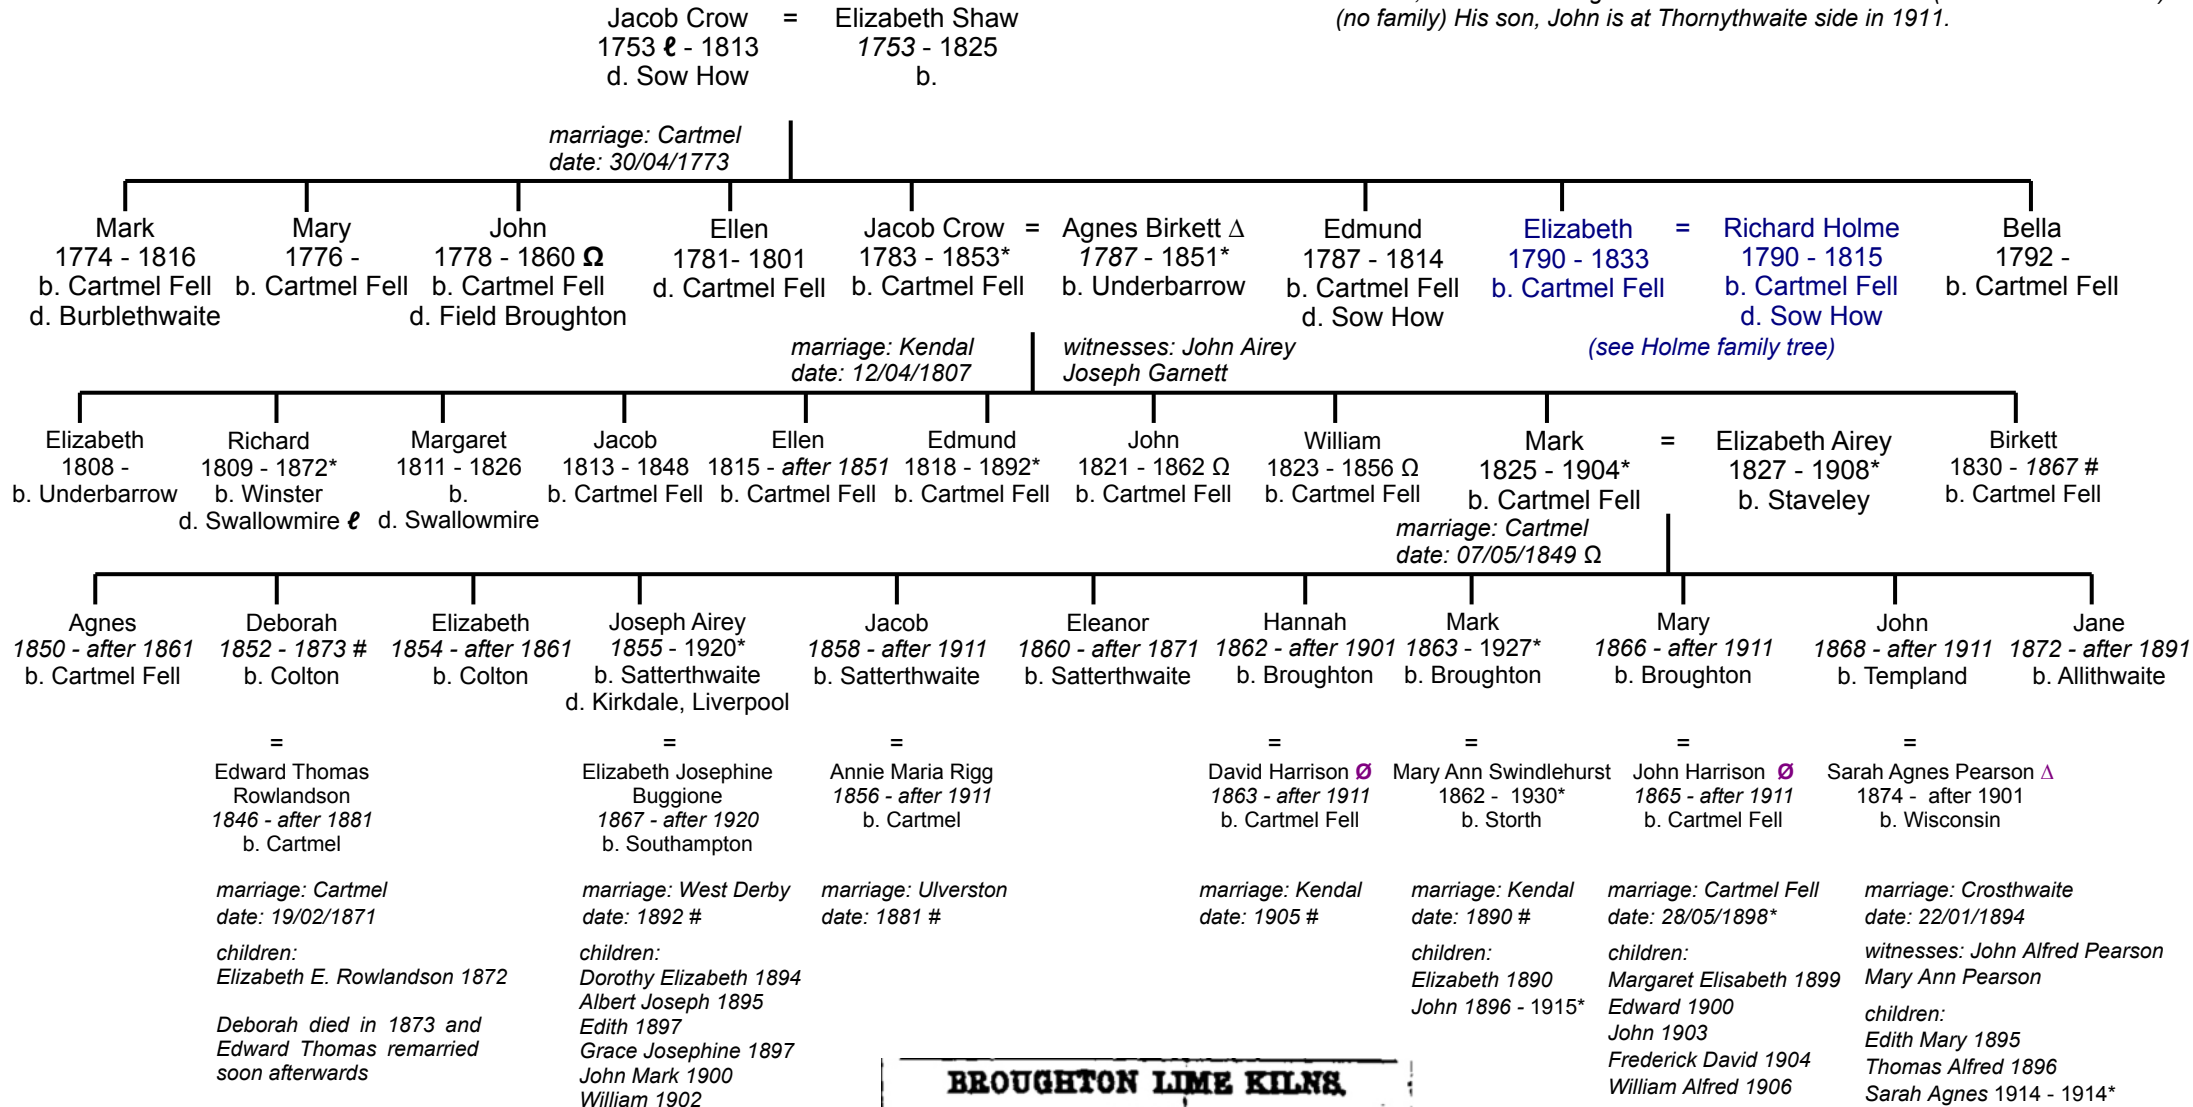 (no family) His son, John is at Thornythwaite side in 1911.
Jacob Crow = Elizabeth Shaw
1753 ℓ - 1813 1753 - 1825
d. Sow How b.
marriage: Cartmel
date: 30/04/1773
Mark
1774 - 1816
b. Cartmel Fell
d. Burblethwaite
Mary
1776 -
b. Cartmel Fell
John
1778 - 1860 Ω
b. Cartmel Fell
d. Field Broughton
Ellen
1781- 1801
d. Cartmel Fell
Jacob Crow = Agnes Birkett Δ
1783 - 1853* 1787 - 1851*
b. Cartmel Fell b. Underbarrow
Edmund
1787 - 1814
b. Cartmel Fell
d. Sow How
Elizabeth = Richard Holme
1790 - 1833 1790 - 1815
b. Cartmel Fell b. Cartmel Fell
d. Sow How
(see Holme family tree)
Bella
1792 -
b. Cartmel Fell
marriage: Kendal
date: 12/04/1807
witnesses: John Airey
Joseph Garnett
Elizabeth
1808 -
b. Underbarrow
Richard
1809 - 1872*
b. Winster
d. Swallowmire ℓ
Margaret
1811 - 1826
b.
d. Swallowmire
Jacob
1813 - 1848
b. Cartmel Fell
Ellen
1815 - after 1851
b. Cartmel Fell
Edmund
1818 - 1892*
b. Cartmel Fell
John
1821 - 1862 Ω
b. Cartmel Fell
William
1823 - 1856 Ω
b. Cartmel Fell
Mark = Elizabeth Airey
1825 - 1904* 1827 - 1908*
b. Cartmel Fell b. Staveley
Birkett
1830 - 1867 #
b. Cartmel Fell
marriage: Cartmel
date: 07/05/1849 Ω
Agnes
1850 - after 1861
b. Cartmel Fell
Deborah
1852 - 1873 #
b. Colton
Elizabeth
1854 - after 1861
b. Colton
Joseph Airey
1855 - 1920*
b. Satterthwaite
d. Kirkdale, Liverpool
Jacob
1858 - after 1911
b. Satterthwaite
Eleanor
1860 - after 1871
b. Satterthwaite
Hannah
1862 - after 1901
b. Broughton
Mark
1863 - 1927*
b. Broughton
Mary
1866 - after 1911
b. Broughton
John
1868 - after 1911
b. Templand
Jane
1872 - after 1891
b. Allithwaite
=
Edward Thomas
Rowlandson
1846 - after 1881
b. Cartmel
marriage: Cartmel
date: 19/02/1871
children:
Elizabeth E. Rowlandson 1872
Deborah died in 1873 and
Edward Thomas remarried
soon afterwards
=
Elizabeth Josephine
Buggione
1867 - after 1920
b. Southampton
marriage: West Derby
date: 1892 #
children:
Dorothy Elizabeth 1894
Albert Joseph 1895
Edith 1897
Grace Josephine 1897
John Mark 1900
William 1902
=
Annie Maria Rigg
1856 - after 1911
b. Cartmel
marriage: Ulverston
date: 1881 #
=
David Harrison Ø
1863 - after 1911
b. Cartmel Fell
marriage: Kendal
date: 1905 #
=
Mary Ann Swindlehurst
1862 - 1930*
b. Storth
marriage: Kendal
date: 1890 #
children:
Elizabeth 1890
John 1896 - 1915*
=
John Harrison Ø
1865 - after 1911
b. Cartmel Fell
marriage: Cartmel Fell
date: 28/05/1898*
children:
Margaret Elisabeth 1899
Edward 1900
John 1903
Frederick David 1904
William Alfred 1906
=
Sarah Agnes Pearson Δ
1874 - after 1901
b. Wisconsin
marriage: Crosthwaite
date: 22/01/1894
witnesses: John Alfred Pearson
Mary Ann Pearson
children:
Edith Mary 1895
Thomas Alfred 1896
Sarah Agnes 1914 - 1914*
BROUGHTON LIME KILNS.